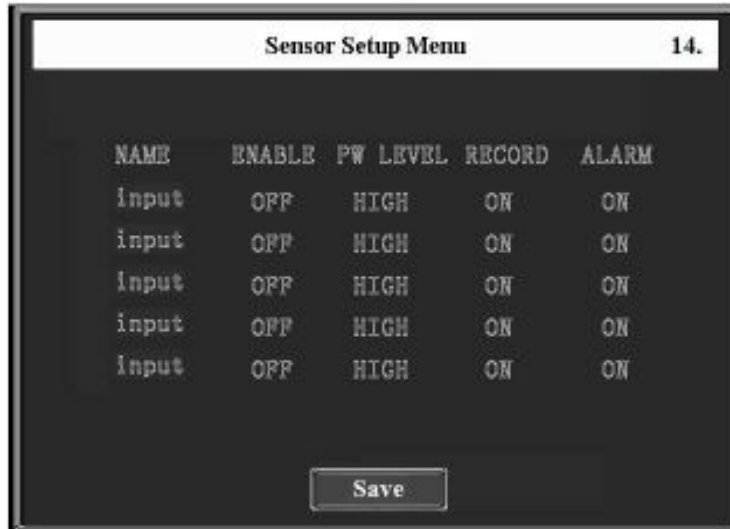 Sensor Setup Menu 14.
NAME ENABLE PW LEVEL RECORD ALARM
input OFF HIGH ON ON
input OFF HIGH ON ON
input OFF HIGH ON ON
input OFF HIGH ON ON
input OFF HIGH ON ON
Save